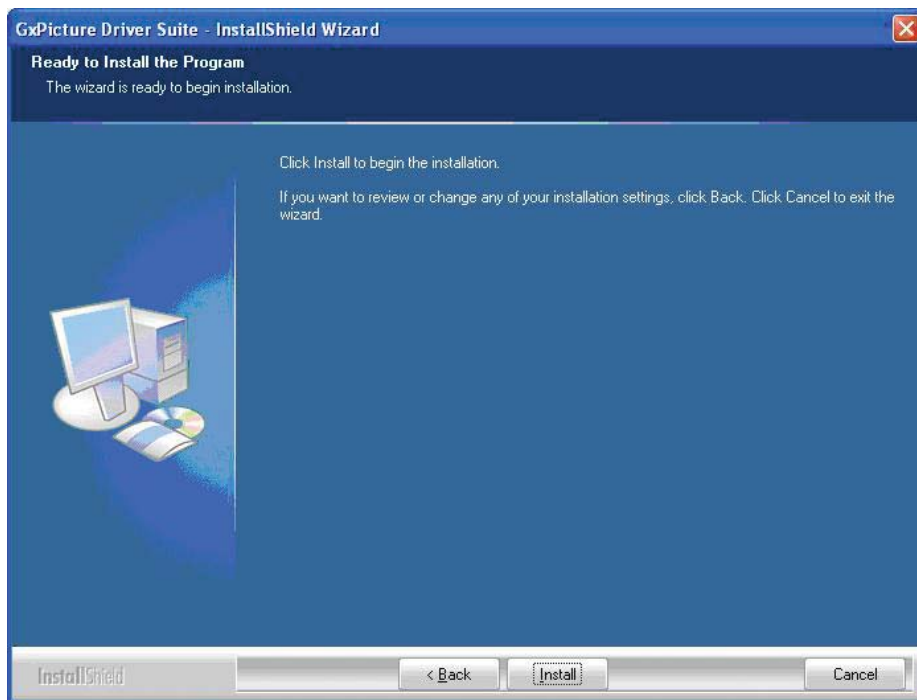 GxPicture Driver Suite - InstallShield Wizard
Ready to Install the Program
The wizard is ready to begin installation.
Click Install to begin the installation.
If you want to review or change any of your installation settings, click Back. Click Cancel to exit the
wizard.
InstallShield
< Back
Install
Cancel